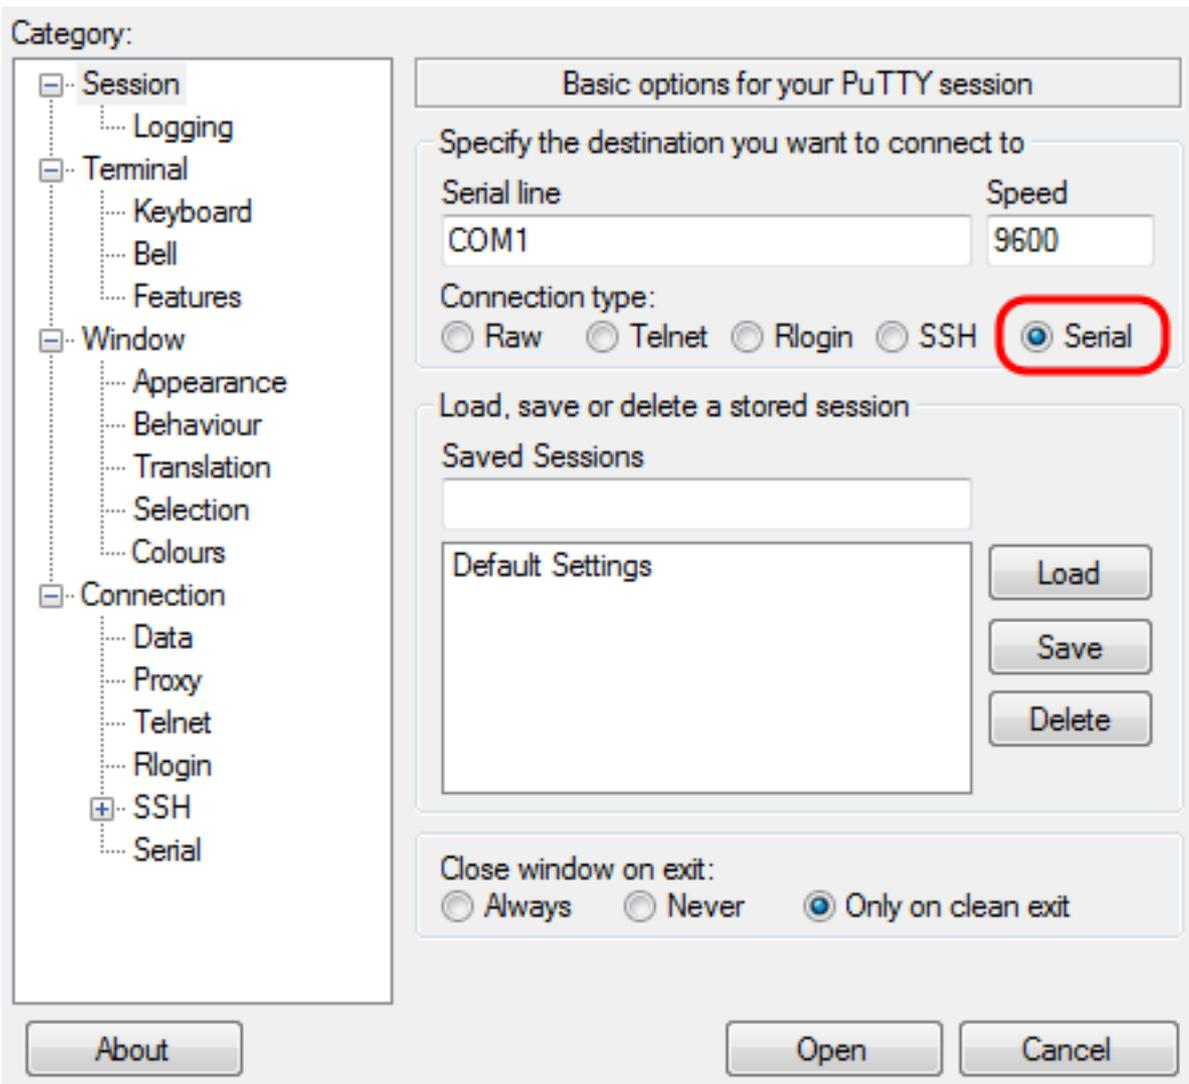 Category:
Session
Logging
Terminal
Keyboard
Bell
Features
Window
Appearance
Behaviour
Translation
Selection
Colours
Connection
Data
Proxy
Telnet
Rlogin
SSH
Serial
Basic options for your PuTTY session
Specify the destination you want to connect to
Serial line Speed
COM1 9600
Connection type:
Raw Telnet Rlogin SSH Serial
Load, save or delete a stored session
Saved Sessions
Default Settings
Load
Save
Delete
Close window on exit:
Always Never Only on clean exit
About Open Cancel